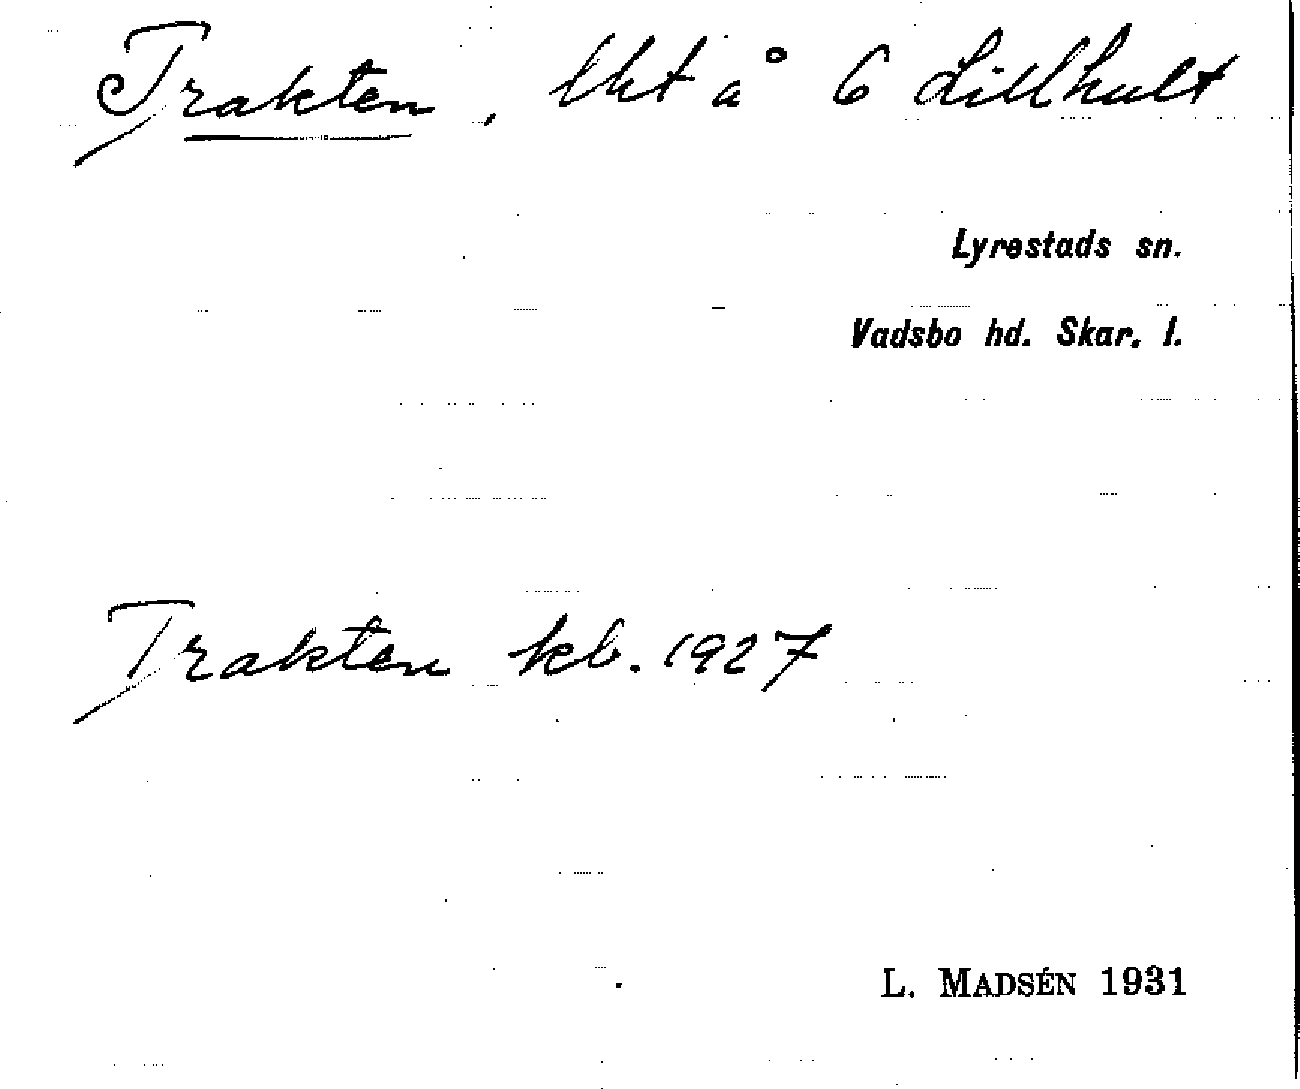 Trakten, lht å 6 Lillhult
Lyrestads sn.
Vadsbo hd. Skar. l.
Trakten kb. 1927
L. MADSÉN 1931